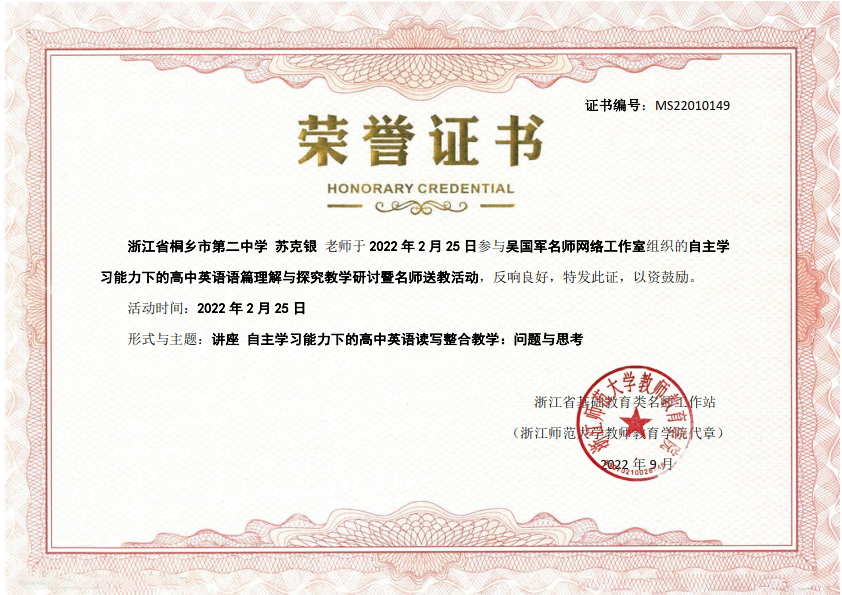 证书编号：MS22010149
荣誉证书
HONORARY CREDENTIAL
浙江省桐乡市第二中学 苏克银 老师于 2022 年 2 月 25 日参与吴国军名师网络工作室组织的自主学
习能力下的高中英语语篇理解与探究教学研讨暨名师送教活动，反响良好，特发此证，以资鼓励。
活动时间：2022 年 2 月 25 日
形式与主题：讲座 自主学习能力下的高中英语读写整合教学：问题与思考
浙江省基础教育类名师工作站
（浙江师范大学教师教育学院代章）
2022 年 9 月
浙江师范大学教师教育学院